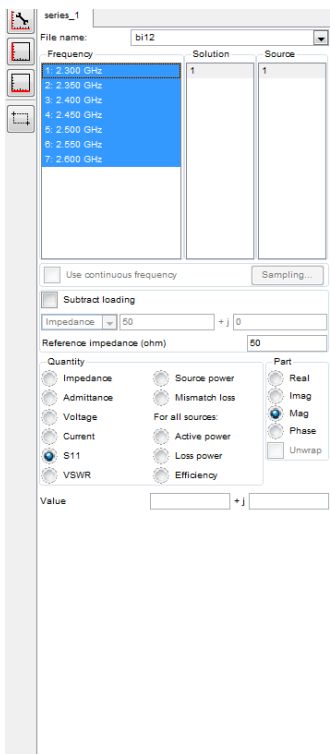 series_1
File name: bi12
Frequency Solution Source
1: 2.300 GHz 1 1
2: 2.350 GHz
3: 2.400 GHz
4: 2.450 GHz
5: 2.500 GHz
6: 2.550 GHz
7: 2.600 GHz
Use continuous frequency Sampling...
Subtract loading
Impedance 50 + j 0
Reference impedance (ohm) 50
Quantity Part
Impedance Source power Real
Admittance Mismatch loss Imag
Voltage For all sources: Mag
Current Active power Phase
S11 Loss power Unwrap
VSWR Efficiency
Value + j